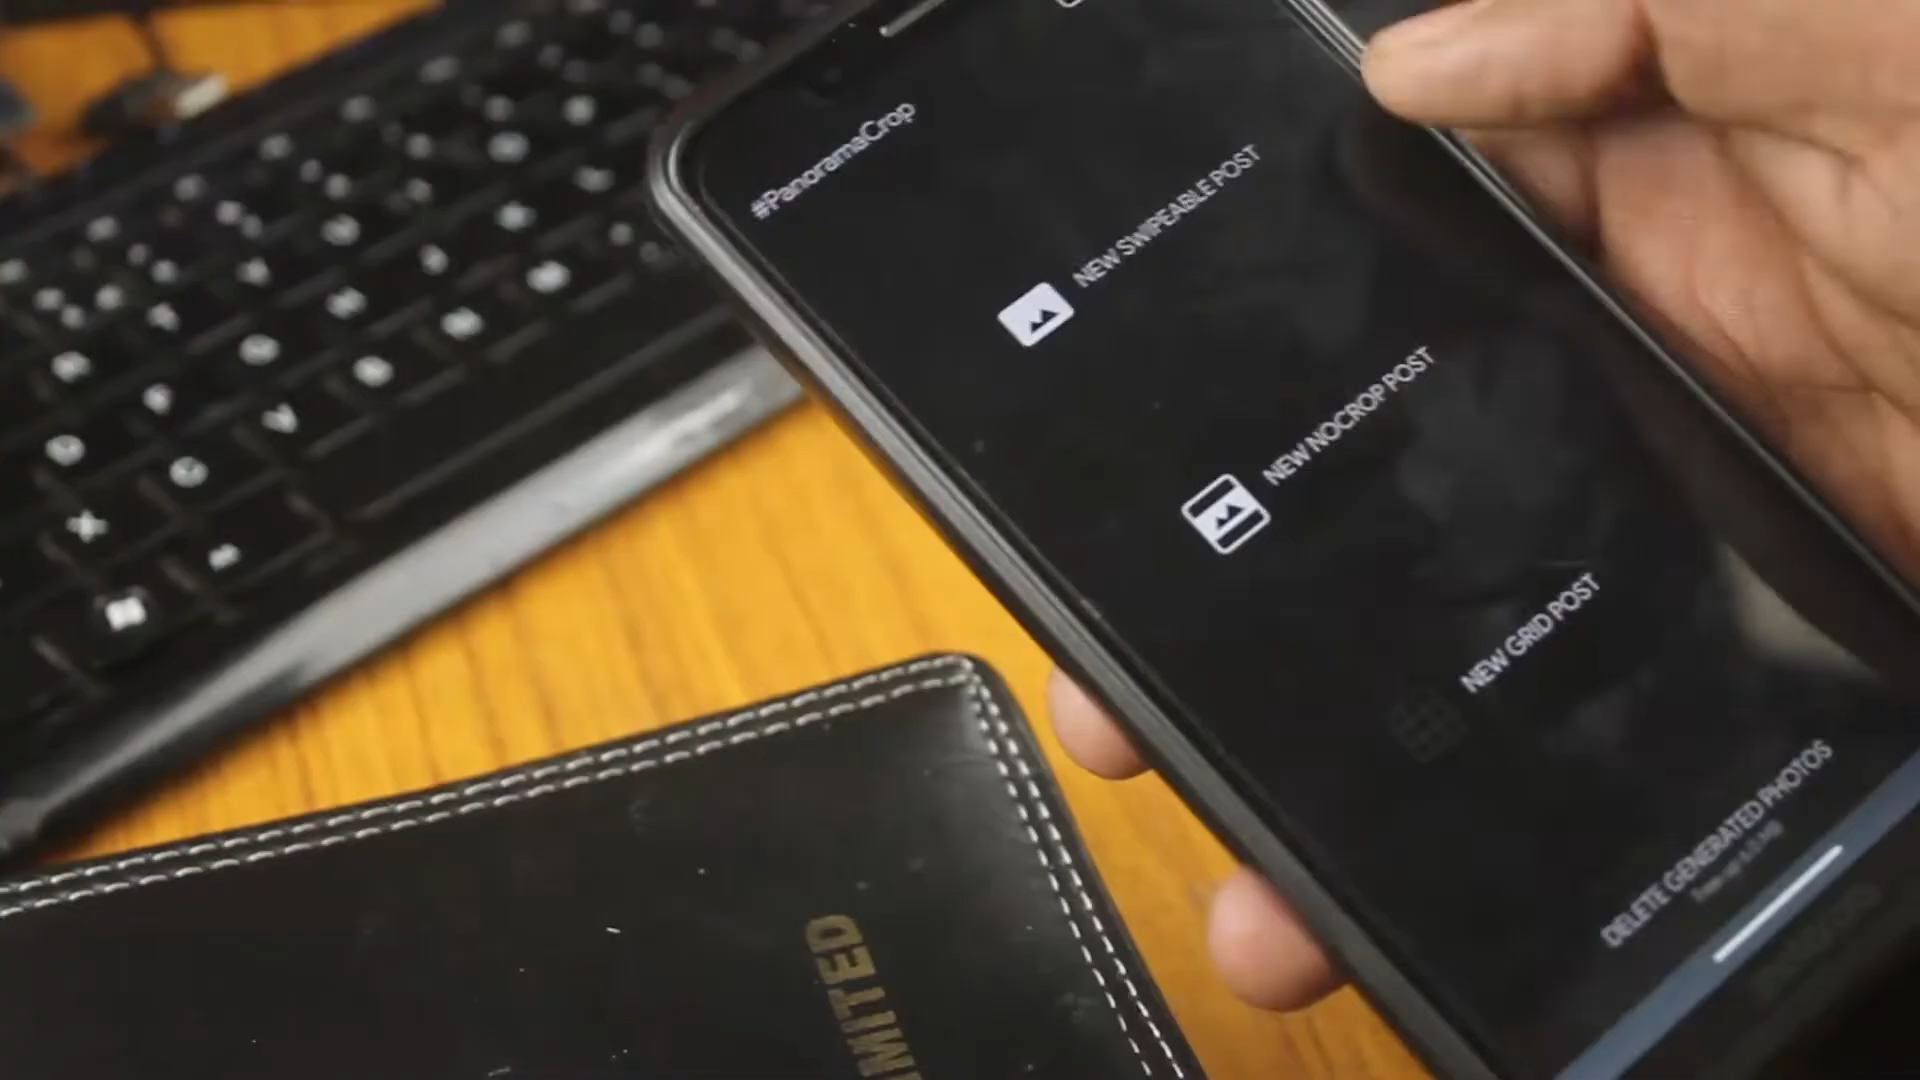 #PanoramaCrop
NEW SWIPEABLE POST
NEW NOCROP POST
NEW GRID POST
DELETE GENERATED PHOTOS
MITED